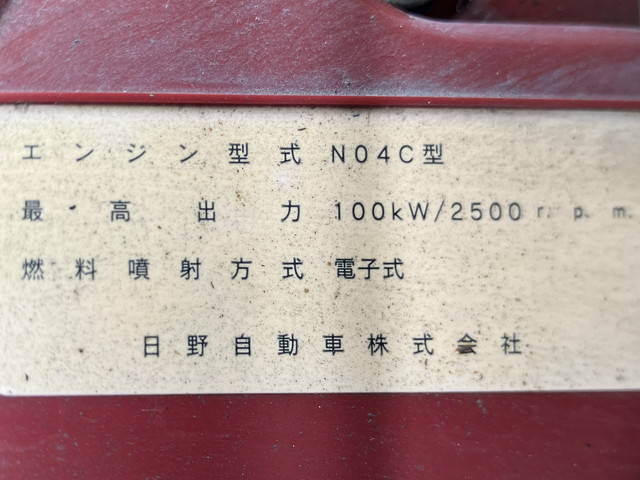 エンジン型式 N04C型
最高出力 100kW/2500 r.p.m.
燃料噴射方式 電子式
日野自動車株式会社